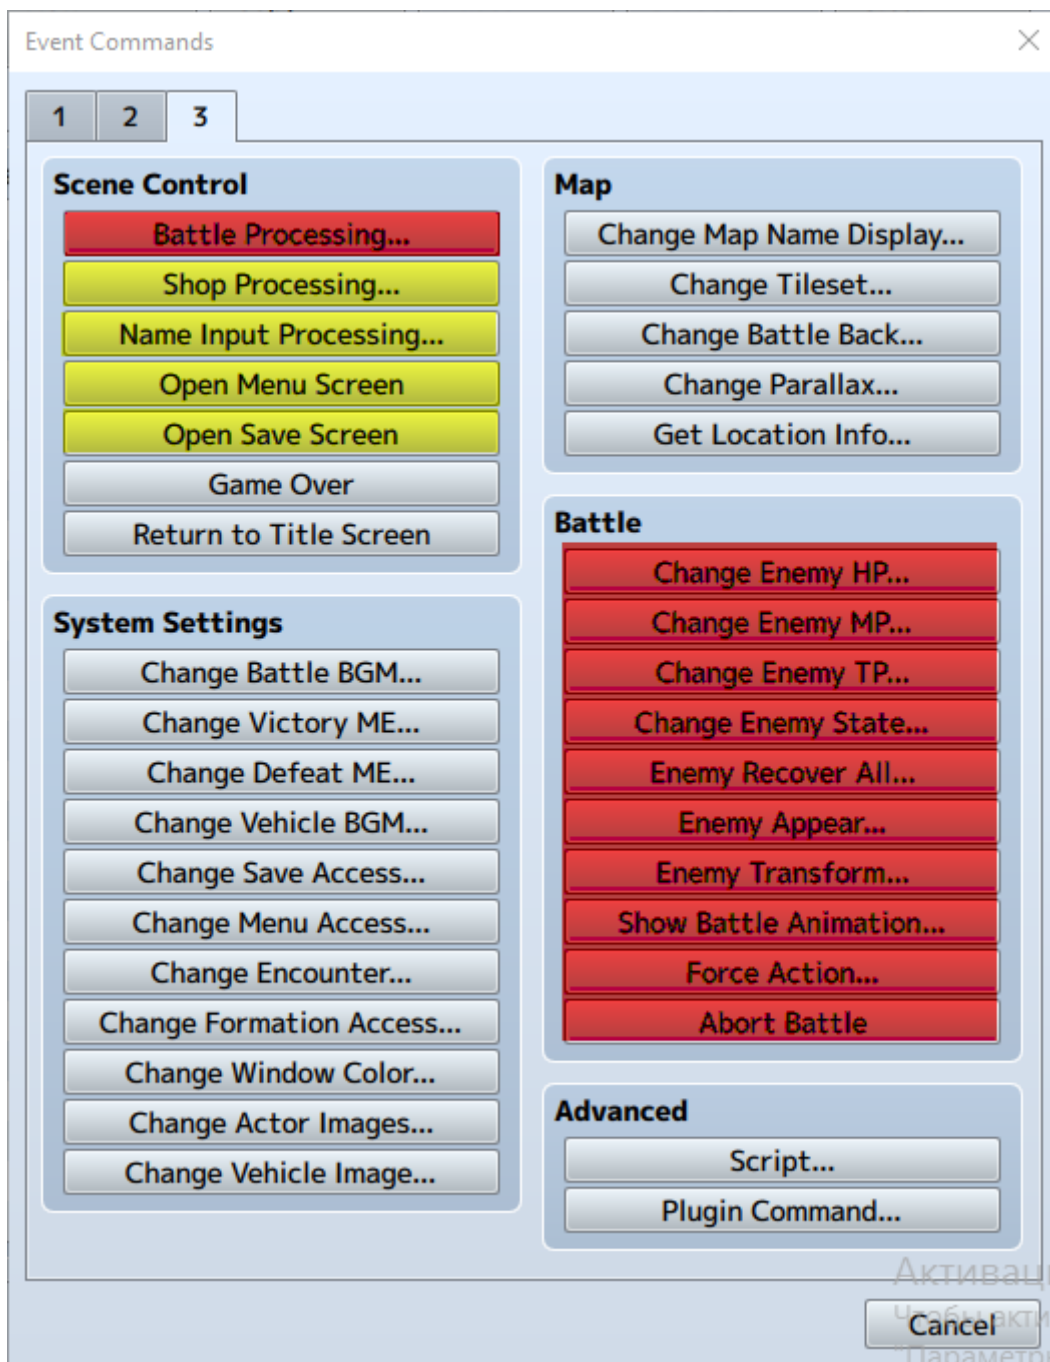 Event Commands
1 2 3
Scene Control
Battle Processing...
Shop Processing...
Name Input Processing...
Open Menu Screen
Open Save Screen
Game Over
Return to Title Screen
System Settings
Change Battle BGM...
Change Victory ME...
Change Defeat ME...
Change Vehicle BGM...
Change Save Access...
Change Menu Access...
Change Encounter...
Change Formation Access...
Change Window Color...
Change Actor Images...
Change Vehicle Image...
Map
Change Map Name Display...
Change Tileset...
Change Battle Back...
Change Parallax...
Get Location Info...
Battle
Change Enemy HP...
Change Enemy MP...
Change Enemy TP...
Change Enemy State...
Enemy Recover All...
Enemy Appear...
Enemy Transform...
Show Battle Animation...
Force Action...
Abort Battle
Advanced
Script...
Plugin Command...
Активац
Cancel